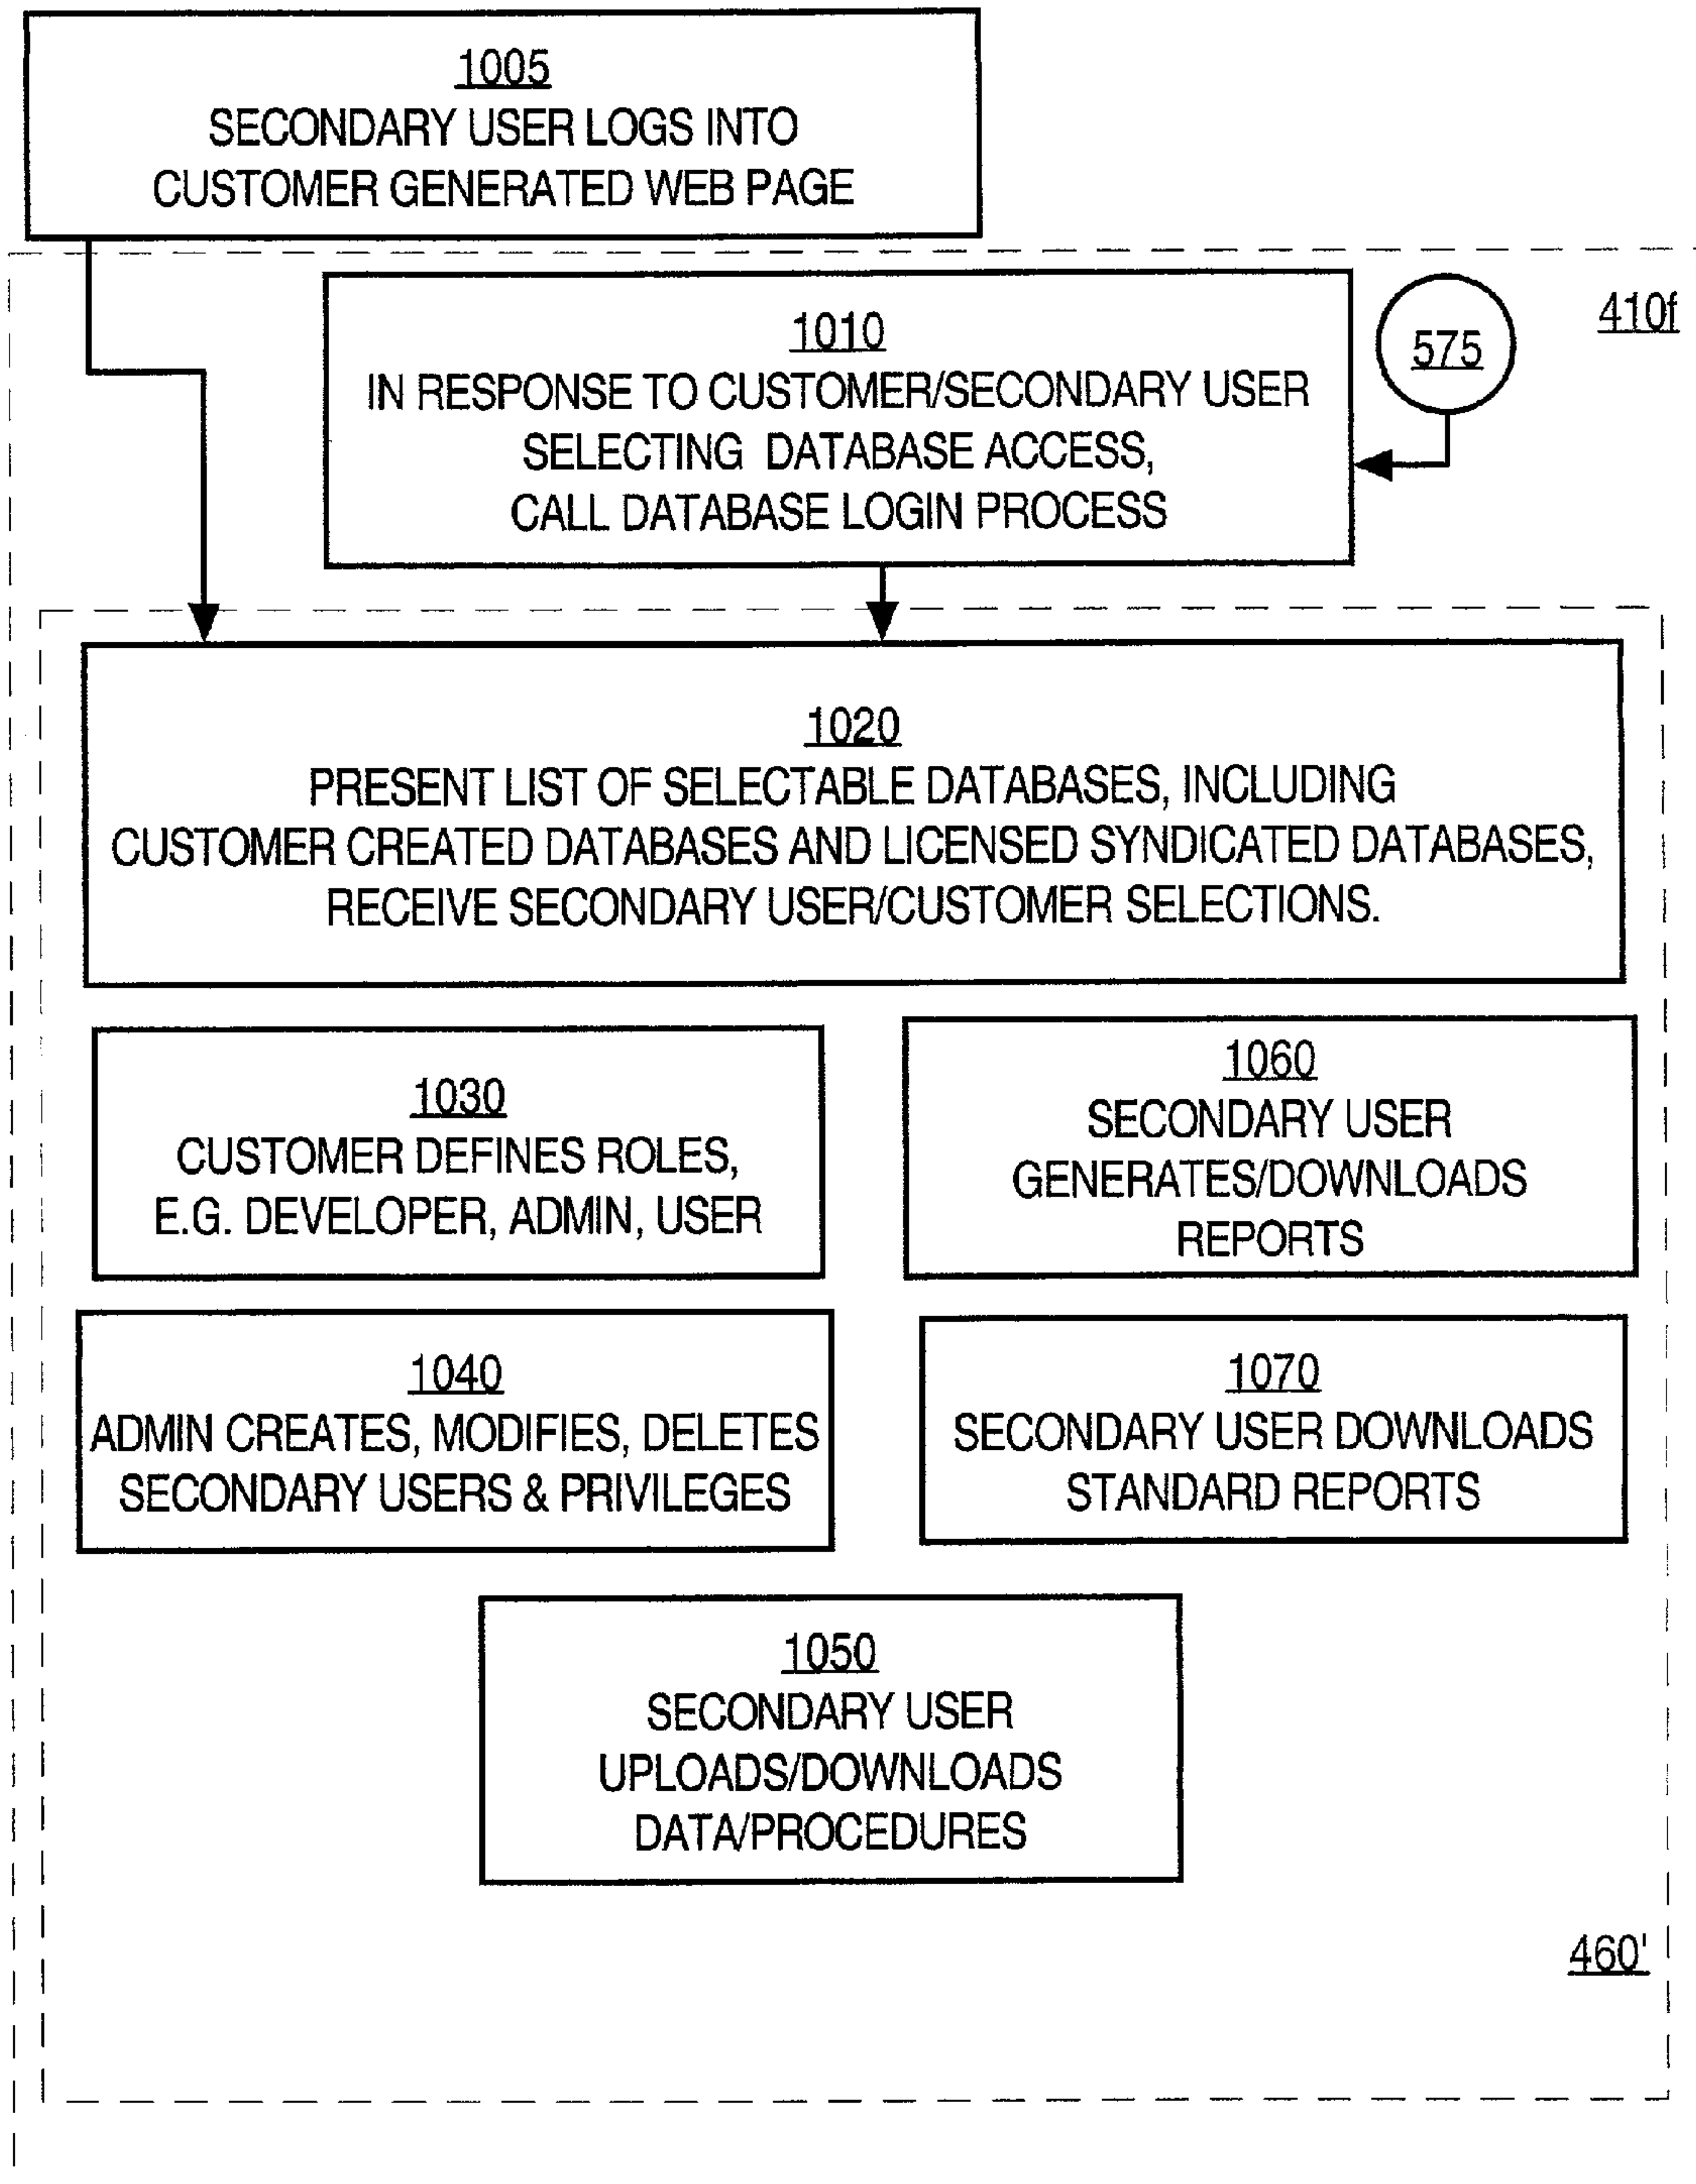 1005
SECONDARY USER LOGS INTO
CUSTOMER GENERATED WEB PAGE
410f
1010
IN RESPONSE TO CUSTOMER/SECONDARY USER
SELECTING DATABASE ACCESS,
CALL DATABASE LOGIN PROCESS
575
1020
PRESENT LIST OF SELECTABLE DATABASES, INCLUDING
CUSTOMER CREATED DATABASES AND LICENSED SYNDICATED DATABASES,
RECEIVE SECONDARY USER/CUSTOMER SELECTIONS.
1030
CUSTOMER DEFINES ROLES,
E.G. DEVELOPER, ADMIN, USER
1060
SECONDARY USER
GENERATES/DOWNLOADS
REPORTS
1040
ADMIN CREATES, MODIFIES, DELETES
SECONDARY USERS & PRIVILEGES
1070
SECONDARY USER DOWNLOADS
STANDARD REPORTS
1050
SECONDARY USER
UPLOADS/DOWNLOADS
DATA/PROCEDURES
460'